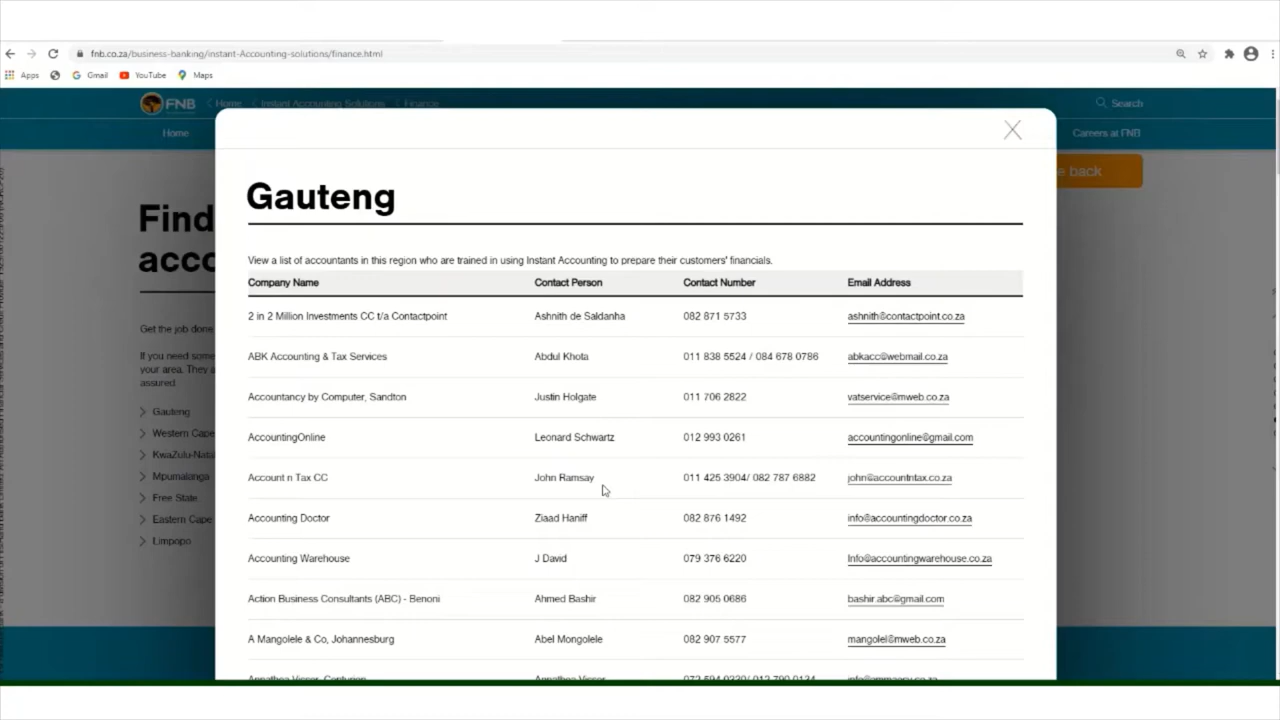 fnb.co.za/business-banking/instant-Accounting-solutions/finance.html
Apps Gmail YouTube Maps
FNB Home Instant Accounting Solutions Finance Search
Home Careers at FNB
back
Find
acco
Get the job done
If you need some
your area. They a
assured.
Gauteng
Western Cape
KwaZulu-Nata
Mpumalanga
Free State
Eastern Cape
Limpopo
Gauteng
View a list of accountants in this region who are trained in using Instant Accounting to prepare their customers' financials.
Company Name Contact Person Contact Number Email Address
2 in 2 Million Investments CC t/a Contactpoint Ashnith de Saldanha 082 871 5733 ashnith@contactpoint.co.za
ABK Accounting & Tax Services Abdul Khota 011 838 5524 / 084 678 0786 abkacc@webmail.co.za
Accountancy by Computer, Sandton Justin Holgate 011 706 2822 vatservice@mweb.co.za
AccountingOnline Leonard Schwartz 012 993 0261 accountingonline@gmail.com
Account n Tax CC John Ramsay 011 425 3904/ 082 787 6882 john@accountntax.co.za
Accounting Doctor Ziaad Haniff 082 876 1492 info@accountingdoctor.co.za
Accounting Warehouse J David 079 376 6220 Info@accountingwarehouse.co.za
Action Business Consultants (ABC) - Benoni Ahmed Bashir 082 905 0686 bashir.abc@gmail.com
A Mangolele & Co, Johannesburg Abel Mongolele 082 907 5577 mangolel@mweb.co.za